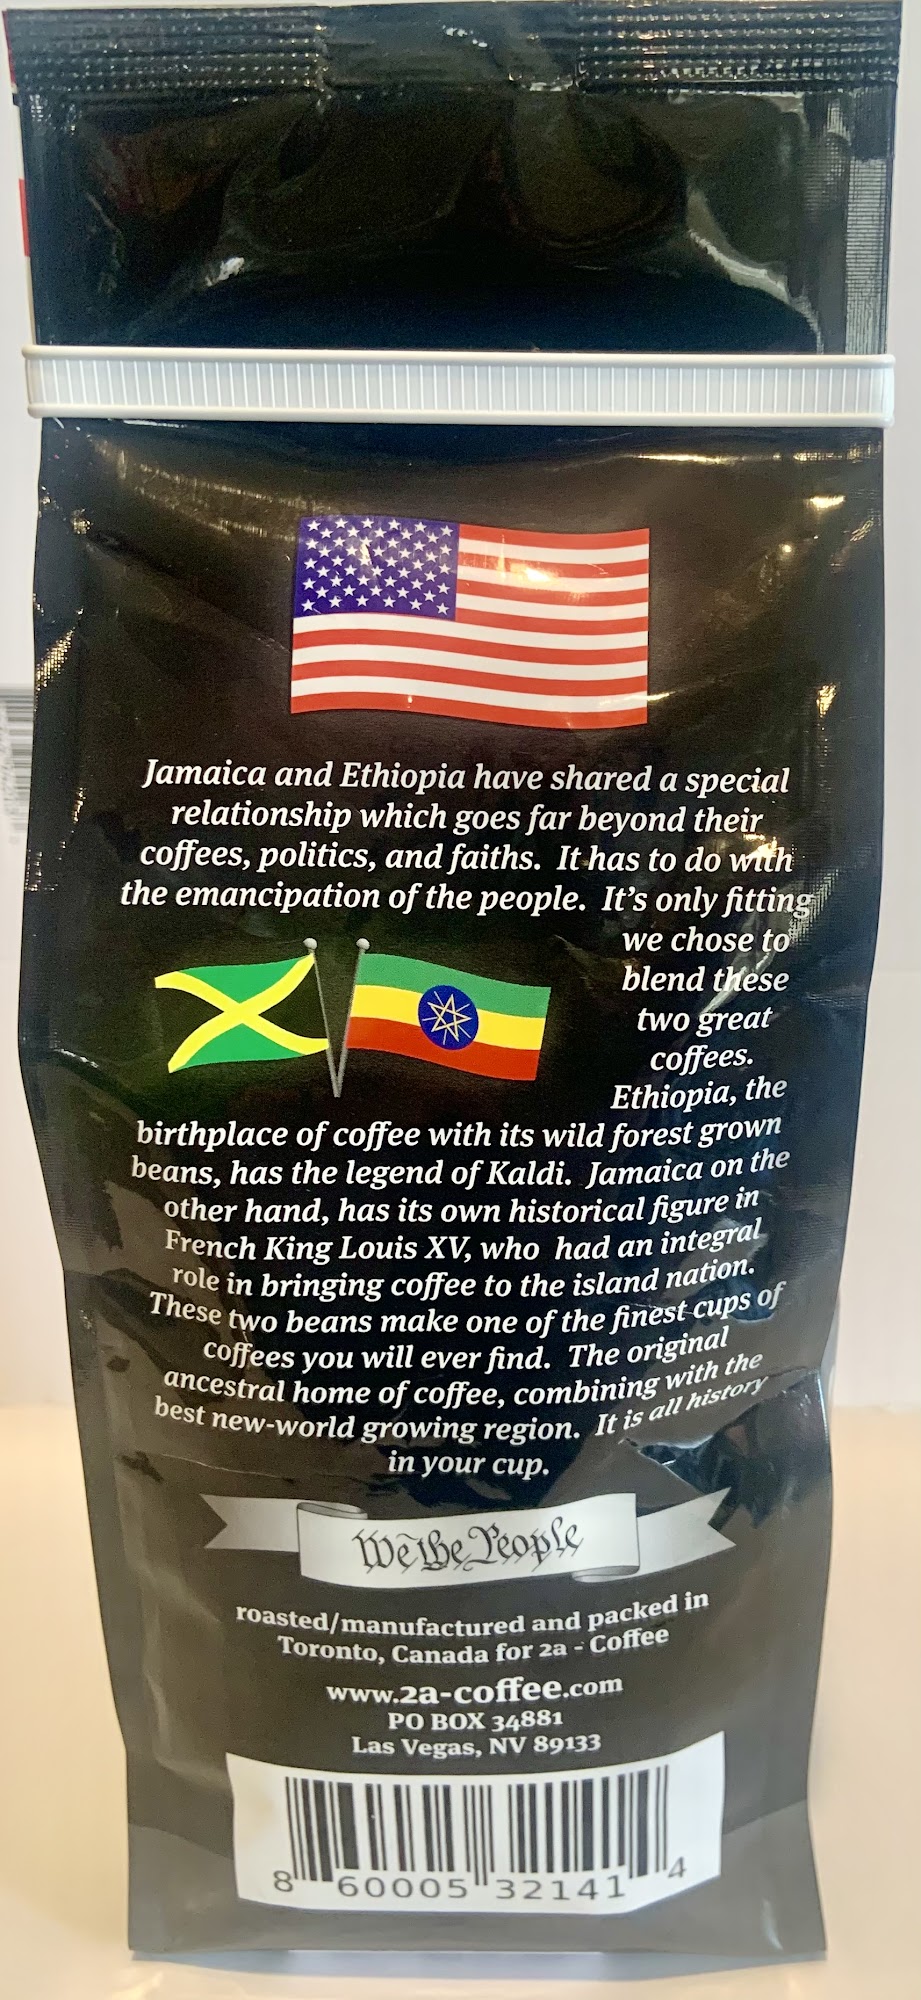 Jamaica and Ethiopia have shared a special
relationship which goes far beyond their
coffees, politics, and faiths. It has to do with
the emancipation of the people. It's only fitting
we chose to
blend these
two great
coffees.
Ethiopia, the
birthplace of coffee with its wild forest grown
beans, has the legend of Kaldi. Jamaica on the
other hand, has its own historical figure in
French King Louis XV, who had an integral
role in bringing coffee to the island nation.
These two beans make one of the finest cups of
coffees you will ever find. The original
ancestral home of coffee, combining with the
best new-world growing region. It is all history
in your cup.
We the People
roasted/manufactured and packed in
Toronto, Canada for 2a - Coffee
www.2a-coffee.com
PO BOX 34881
Las Vegas, NV 89133
8 60005 32141 4